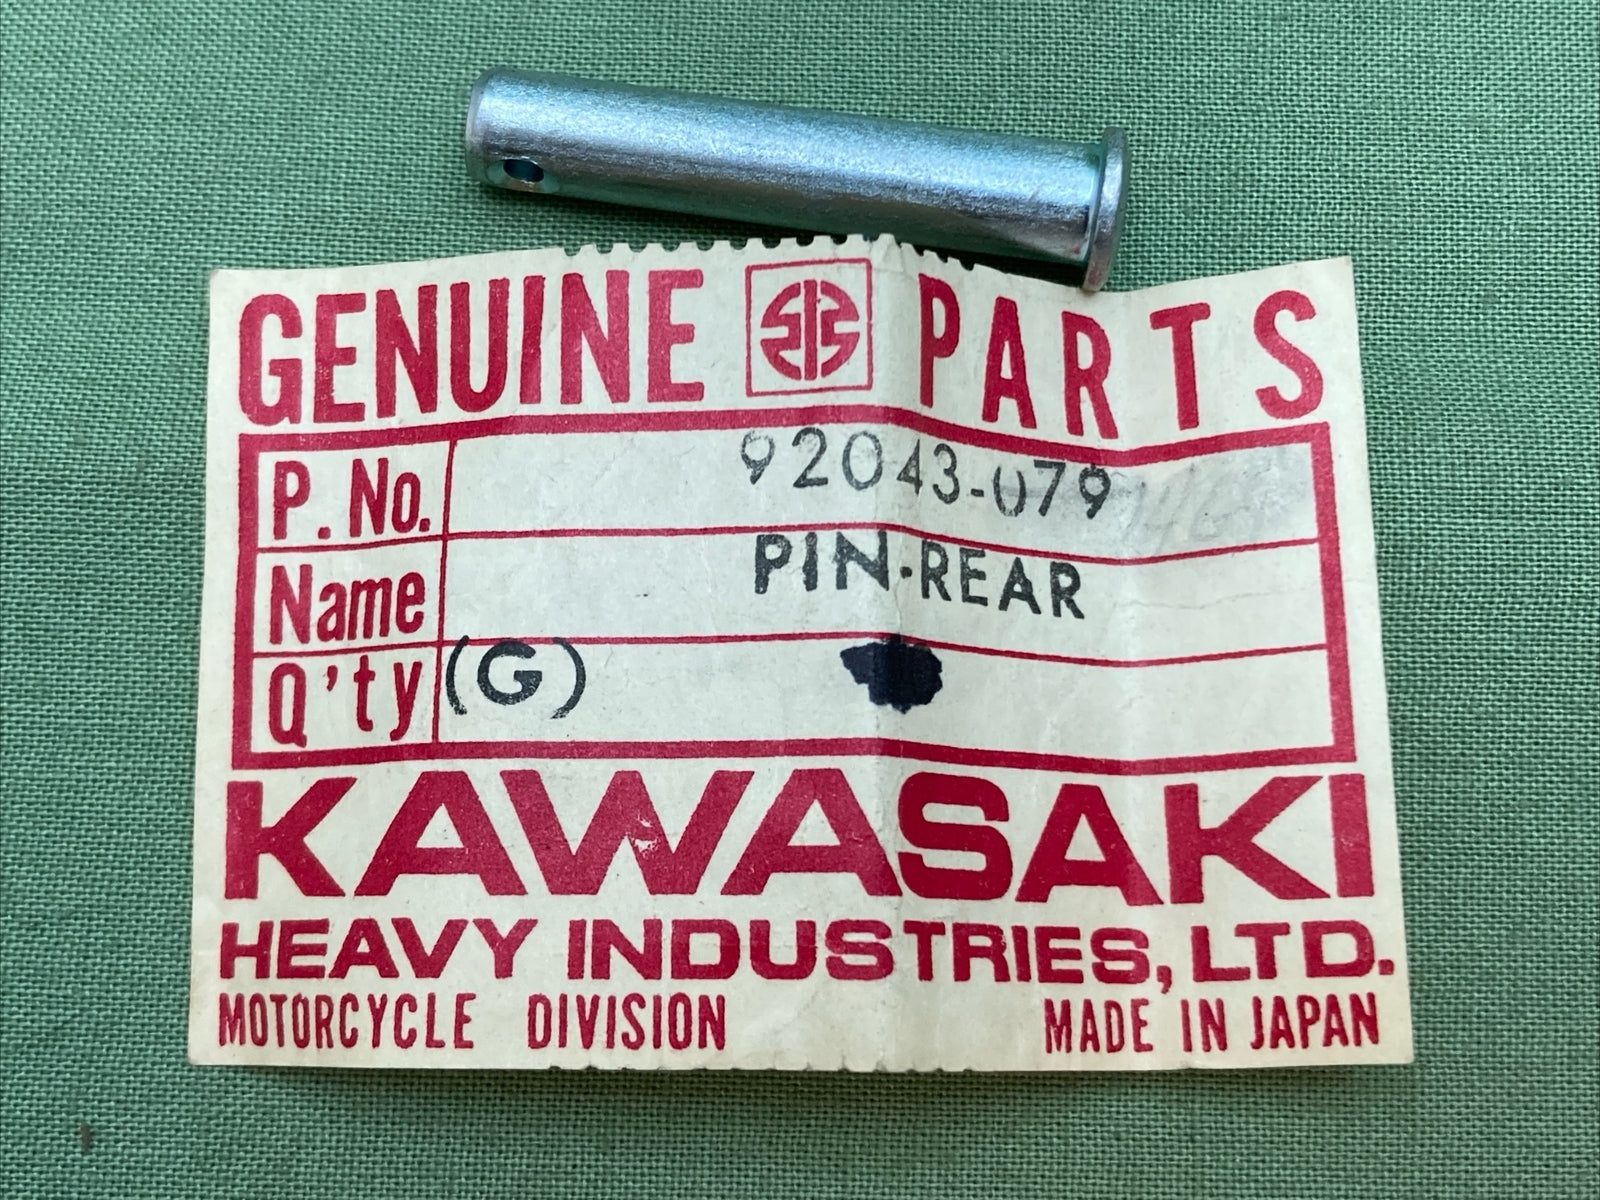 GENUINE PARTS
P. No. 92043-079
Name PIN-REAR
Q'ty (G)
KAWASAKI
HEAVY INDUSTRIES, LTD.
MOTORCYCLE DIVISION MADE IN JAPAN